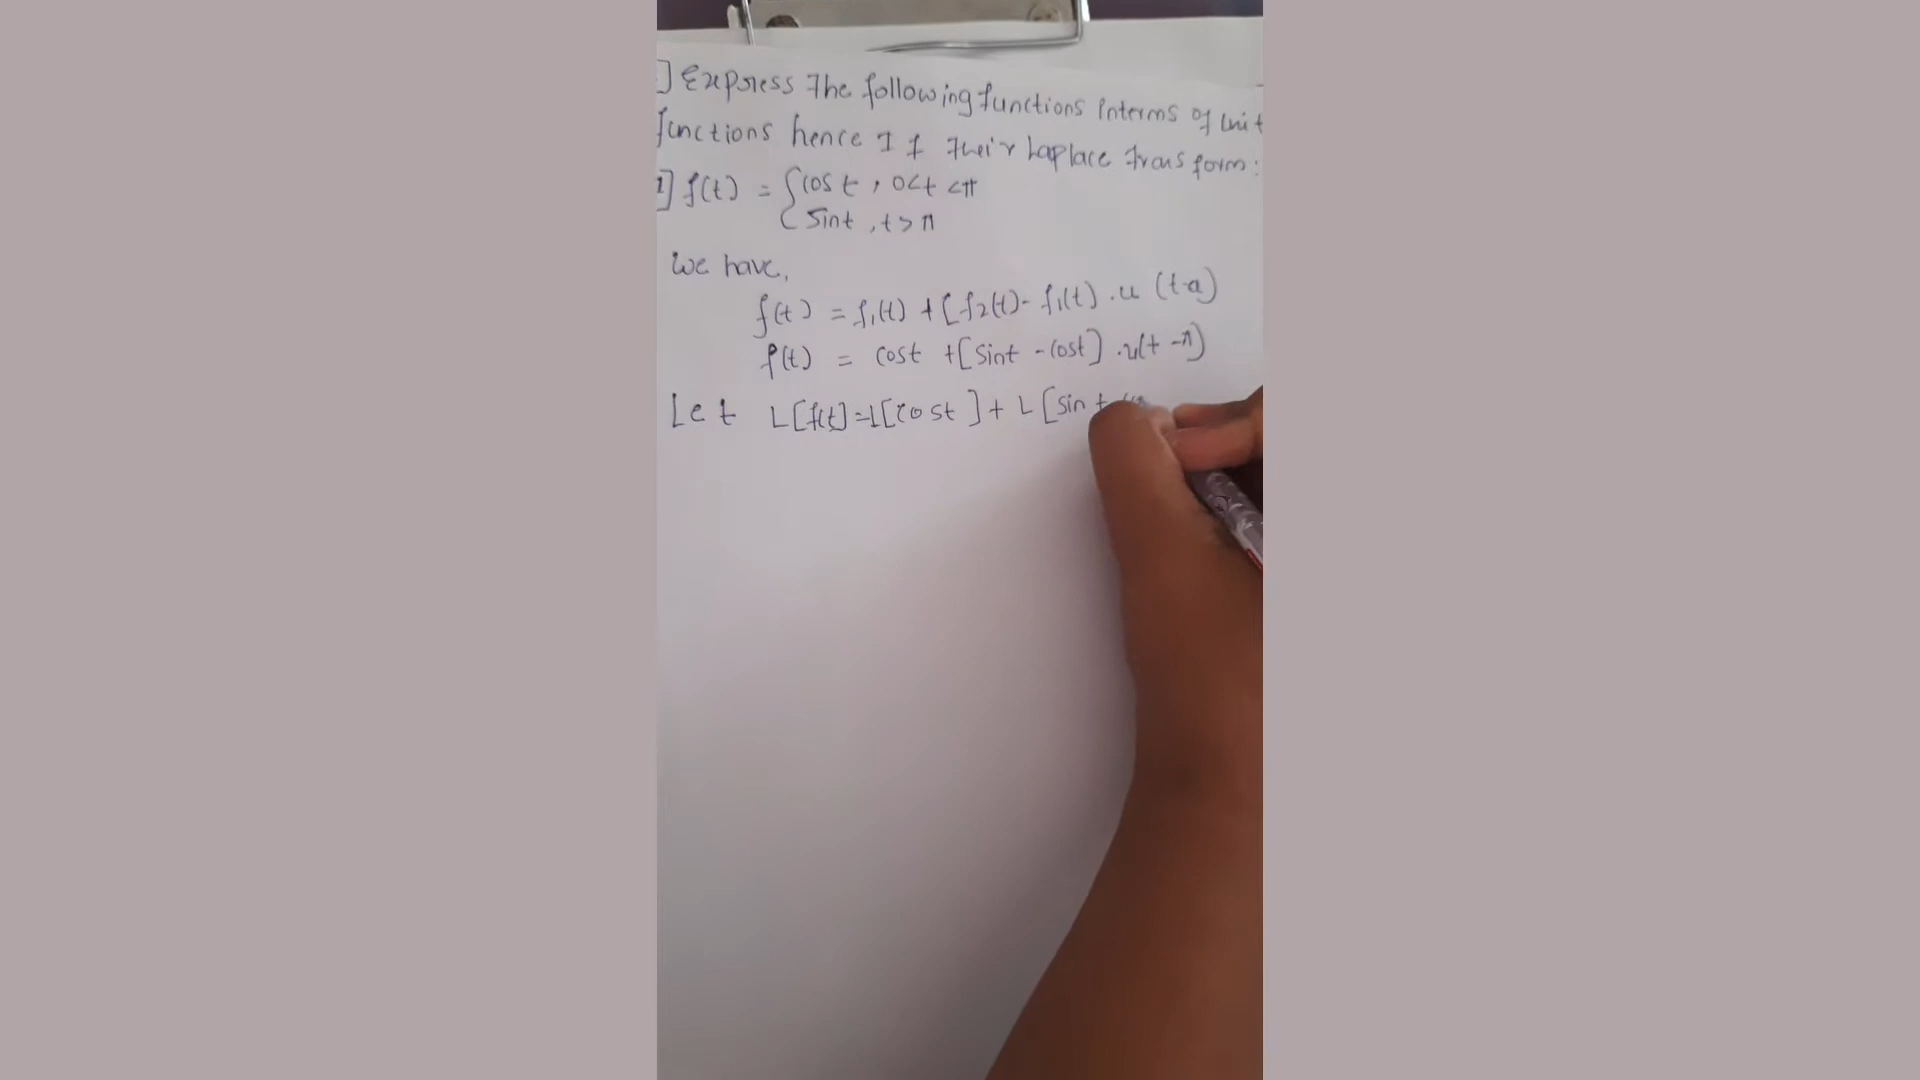 ] Express The following functions interms of unit
functions hence I f their Laplace transform:
1] f(t) = { cos t , 0<t <π
sint , t > π
We have,
f(t) = f₁(t) + [f₂(t)- f₁(t) . u (t-a)
f(t) = cost +[sint - cost] .u(t -π)
Let L[f(t]=L[cost ] + L [sin t